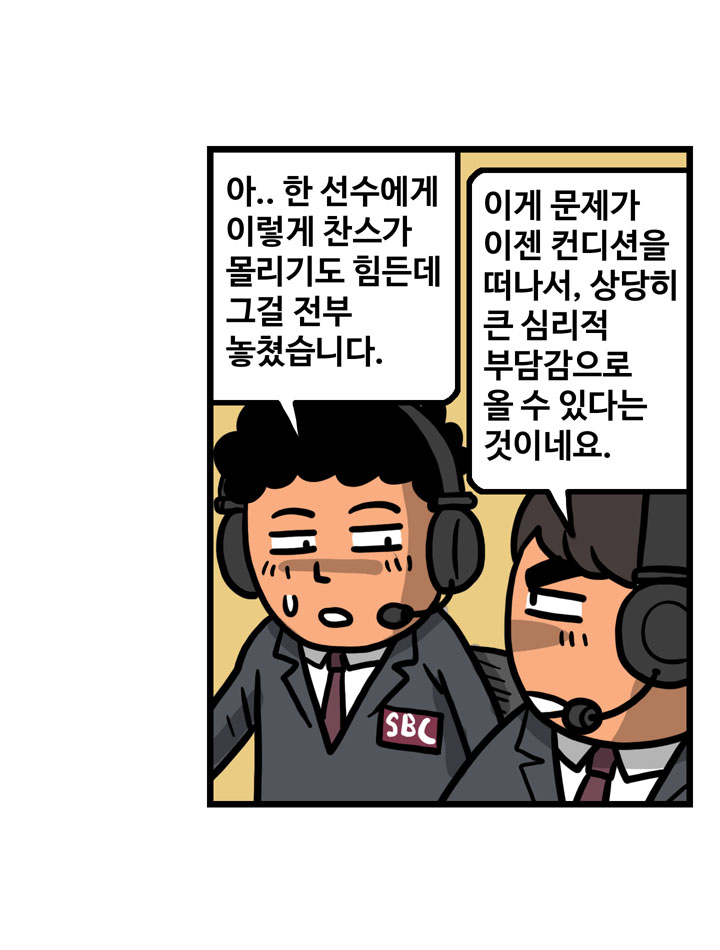 아.. 한 선수에게
이렇게 찬스가
몰리기도 힘든데
그걸 전부
놓쳤습니다.
이게 문제가
이젠 컨디션을
떠나서, 상당히
큰 심리적
부담감으로
올 수 있다는
것이네요.
SBC